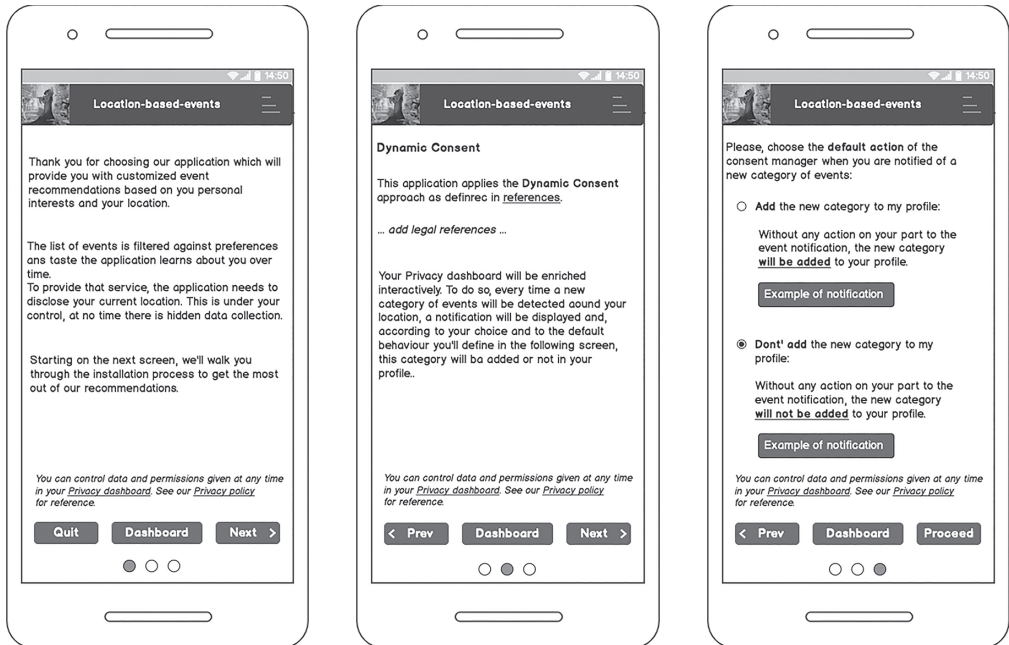 14:50
Location-based-events
Thank you for choosing our application which will
provide you with customized event
recommendations based on you personal
interests and your location.
The list of events is filtered against preferences
ans taste the application learns about you over
time.
To provide that service, the application needs to
disclose your current location. This is under your
control, at no time there is hidden data collection.
Starting on the next screen, we'll walk you
through the installation process to get the most
out of our recommendations.
You can control data and permissions given at any time
in your Privacy dashboard. See our Privacy policy
for reference.
Quit
Dashboard
Next >
14:50
Location-based-events
Dynamic Consent
This application applies the Dynamic Consent
approach as definrec in references.
... add legal references ...
Your Privacy dashboard will be enriched
interactively. To do so, every time a new
category of events will be detected aound your
location, a notification will be displayed and,
according to your choice and to the default
behaviour you'll define in the following screen,
this category will ba added or not in your
profile..
You can control data and permissions given at any time
in your Privacy dashboard. See our Privacy policy
for reference.
< Prev
Dashboard
Next >
14:50
Location-based-events
Please, choose the default action of the
consent manager when you are notified of a
new category of events:
Add the new category to my profile:
Without any action on your part to the
event notification, the new category
will be added to your profile.
Example of notification
Dont' add the new category to my
profile:
Without any action on your part to the
event notification, the new category
will not be added to your profile.
Example of notification
You can control data and permissions given at any time
in your Privacy dashboard. See our Privacy policy
for reference.
< Prev
Dashboard
Proceed